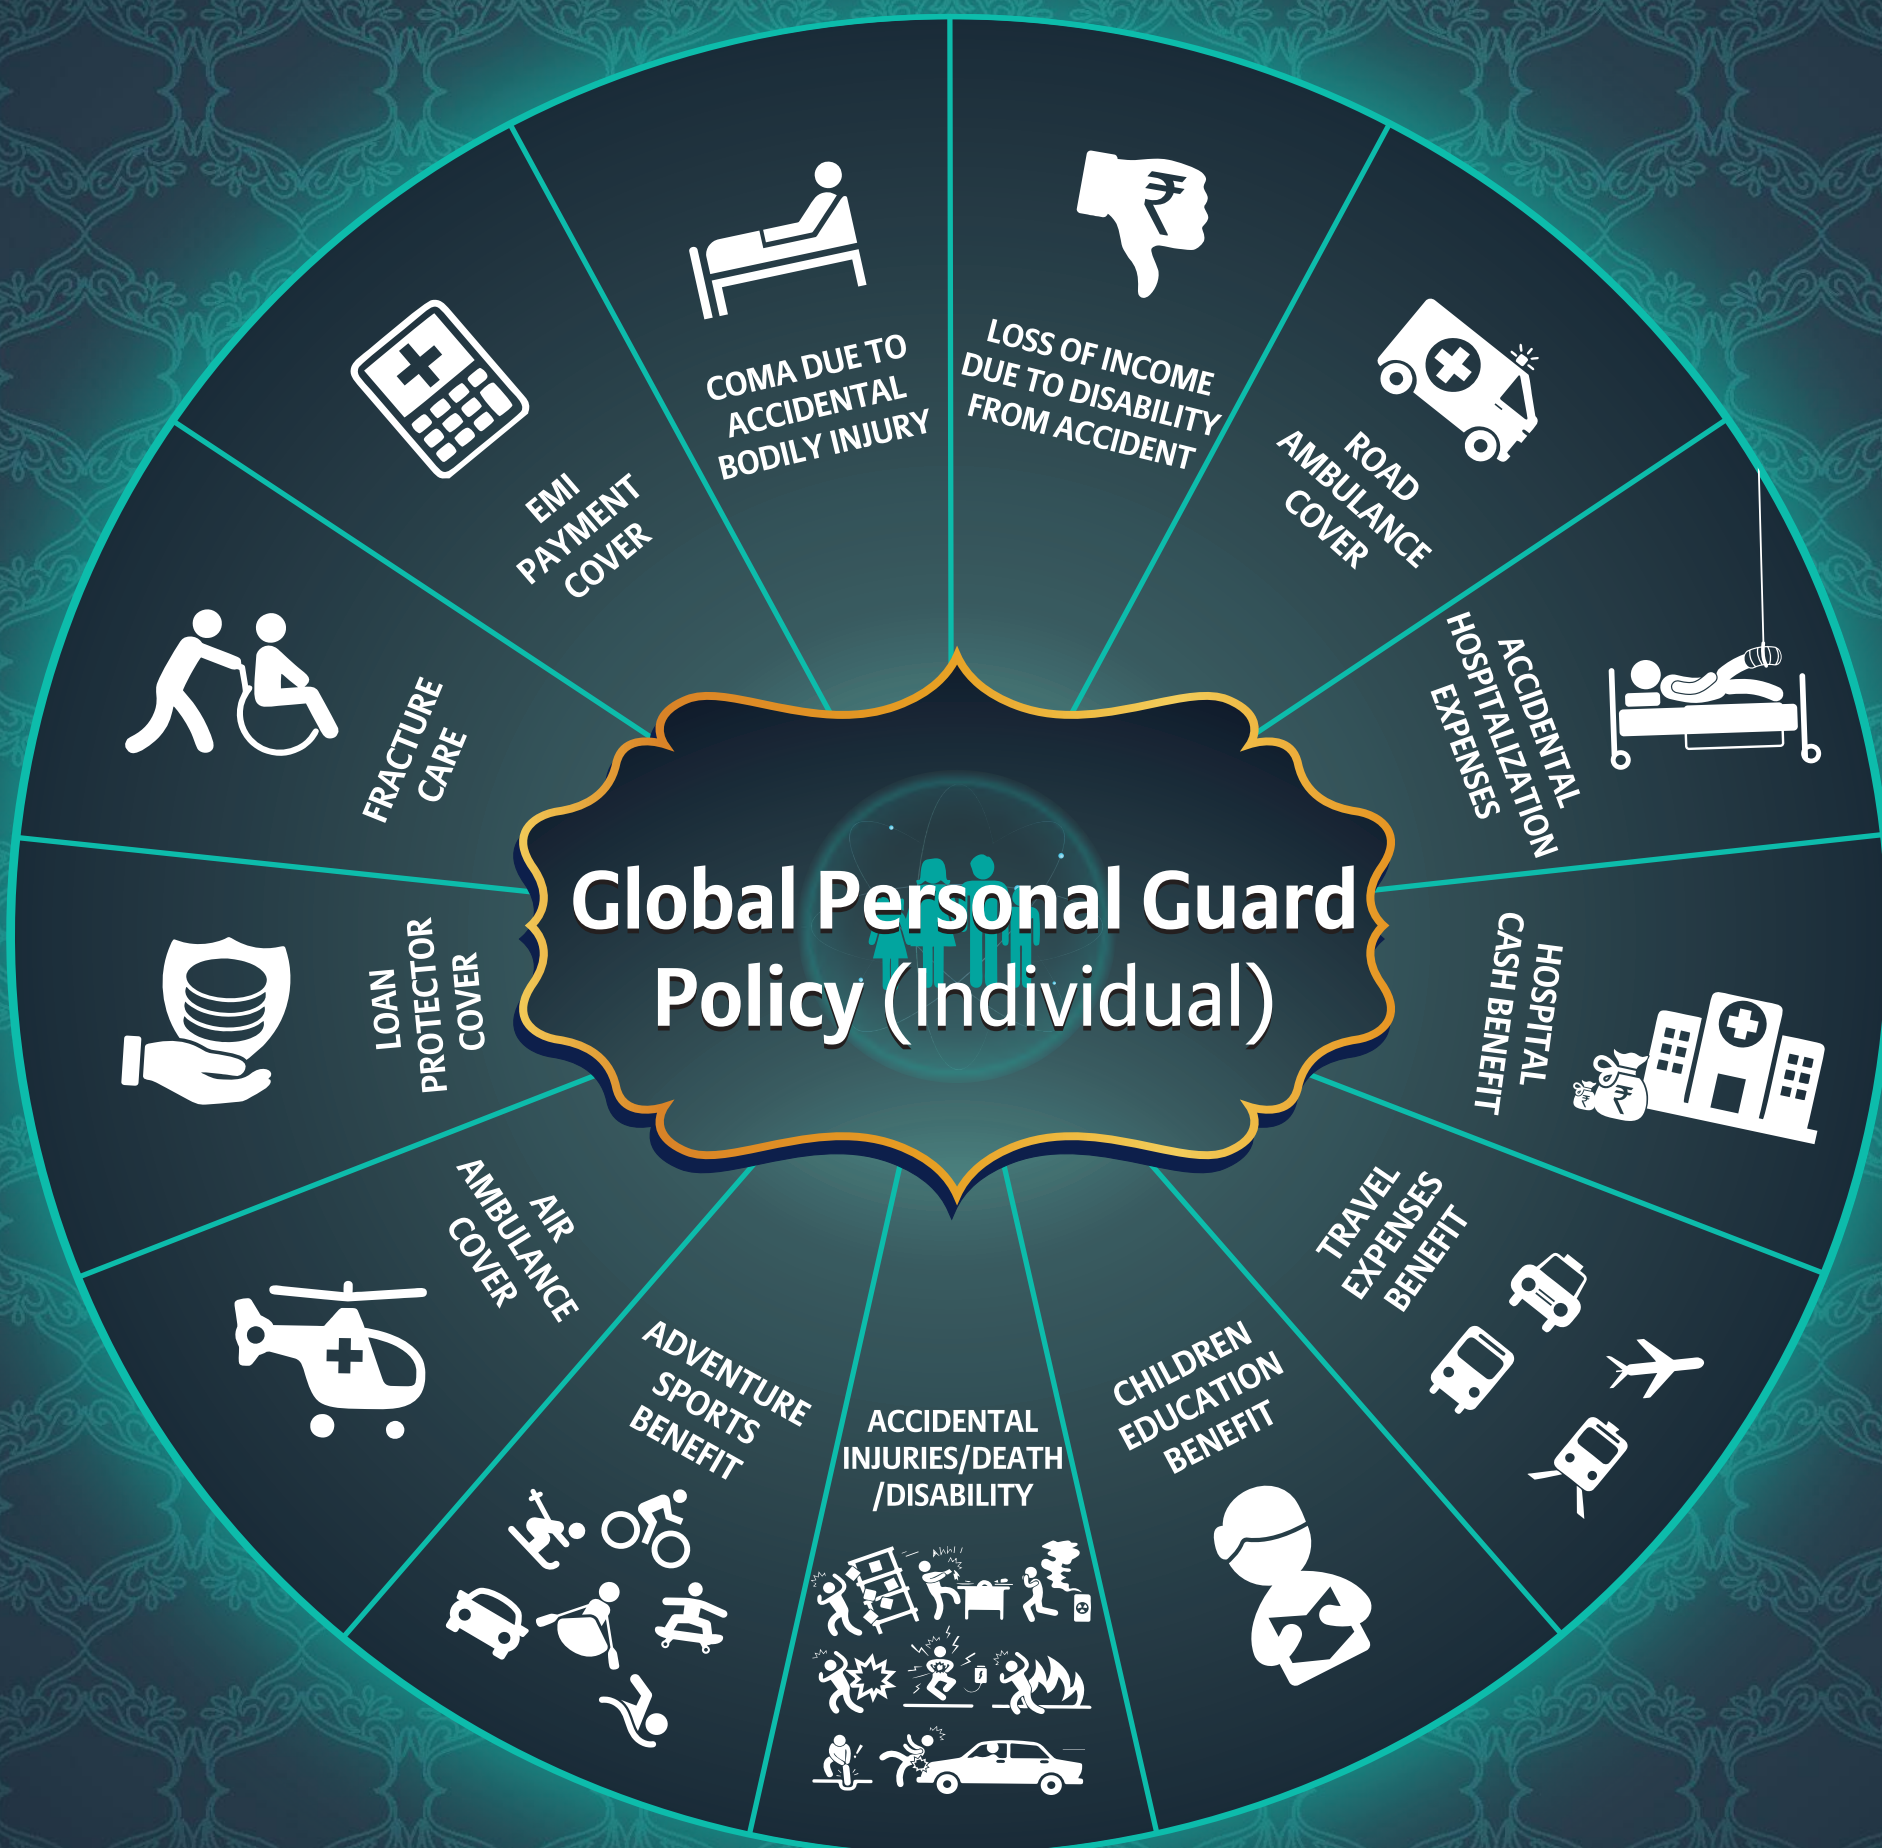 COMA DUE TO
ACCIDENTAL
BODILY INJURY
LOSS OF INCOME
DUE TO DISABILITY
FROM ACCIDENT
ROAD
AMBULANCE
COVER
ACCIDENTAL
HOSPITALIZATION
EXPENSES
HOSPITAL
CASH BENEFIT
TRAVEL
EXPENSES
BENEFIT
CHILDREN
EDUCATION
BENEFIT
ACCIDENTAL
INJURIES/DEATH
/DISABILITY
Ahh! !
ADVENTURE
SPORTS
BENEFIT
AIR
AMBULANCE
COVER
LOAN
PROTECTOR
COVER
FRACTURE
CARE
EMI
PAYMENT
COVER
Global Personal Guard
Policy (Individual)